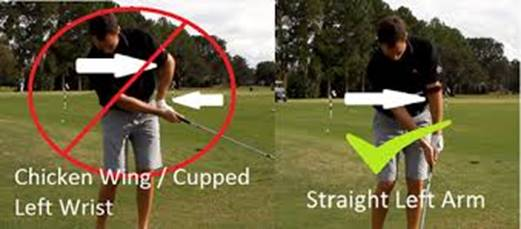 Chicken Wing / Cupped
Left Wrist
Straight Left Arm